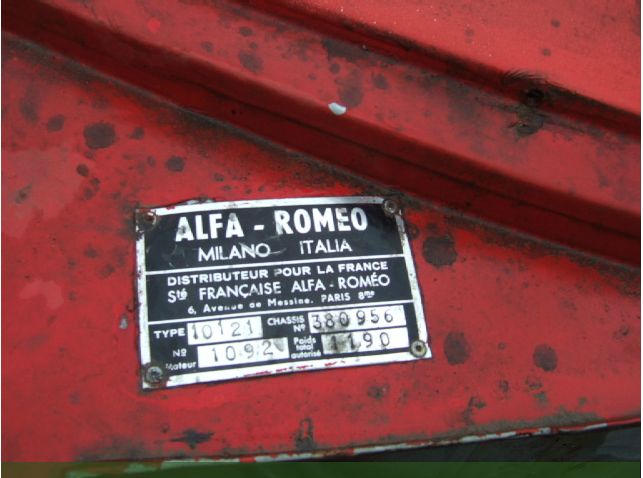 ALFA - ROMEO
MILANO ITALIA
DISTRIBUTEUR POUR LA FRANCE
Sté FRANÇAISE ALFA - ROMÉO
6, Avenue de Messine. PARIS 8me
TYPE 10121 CHASSIS No 380956
No Moteur 1092 Poids total autorisé 1190